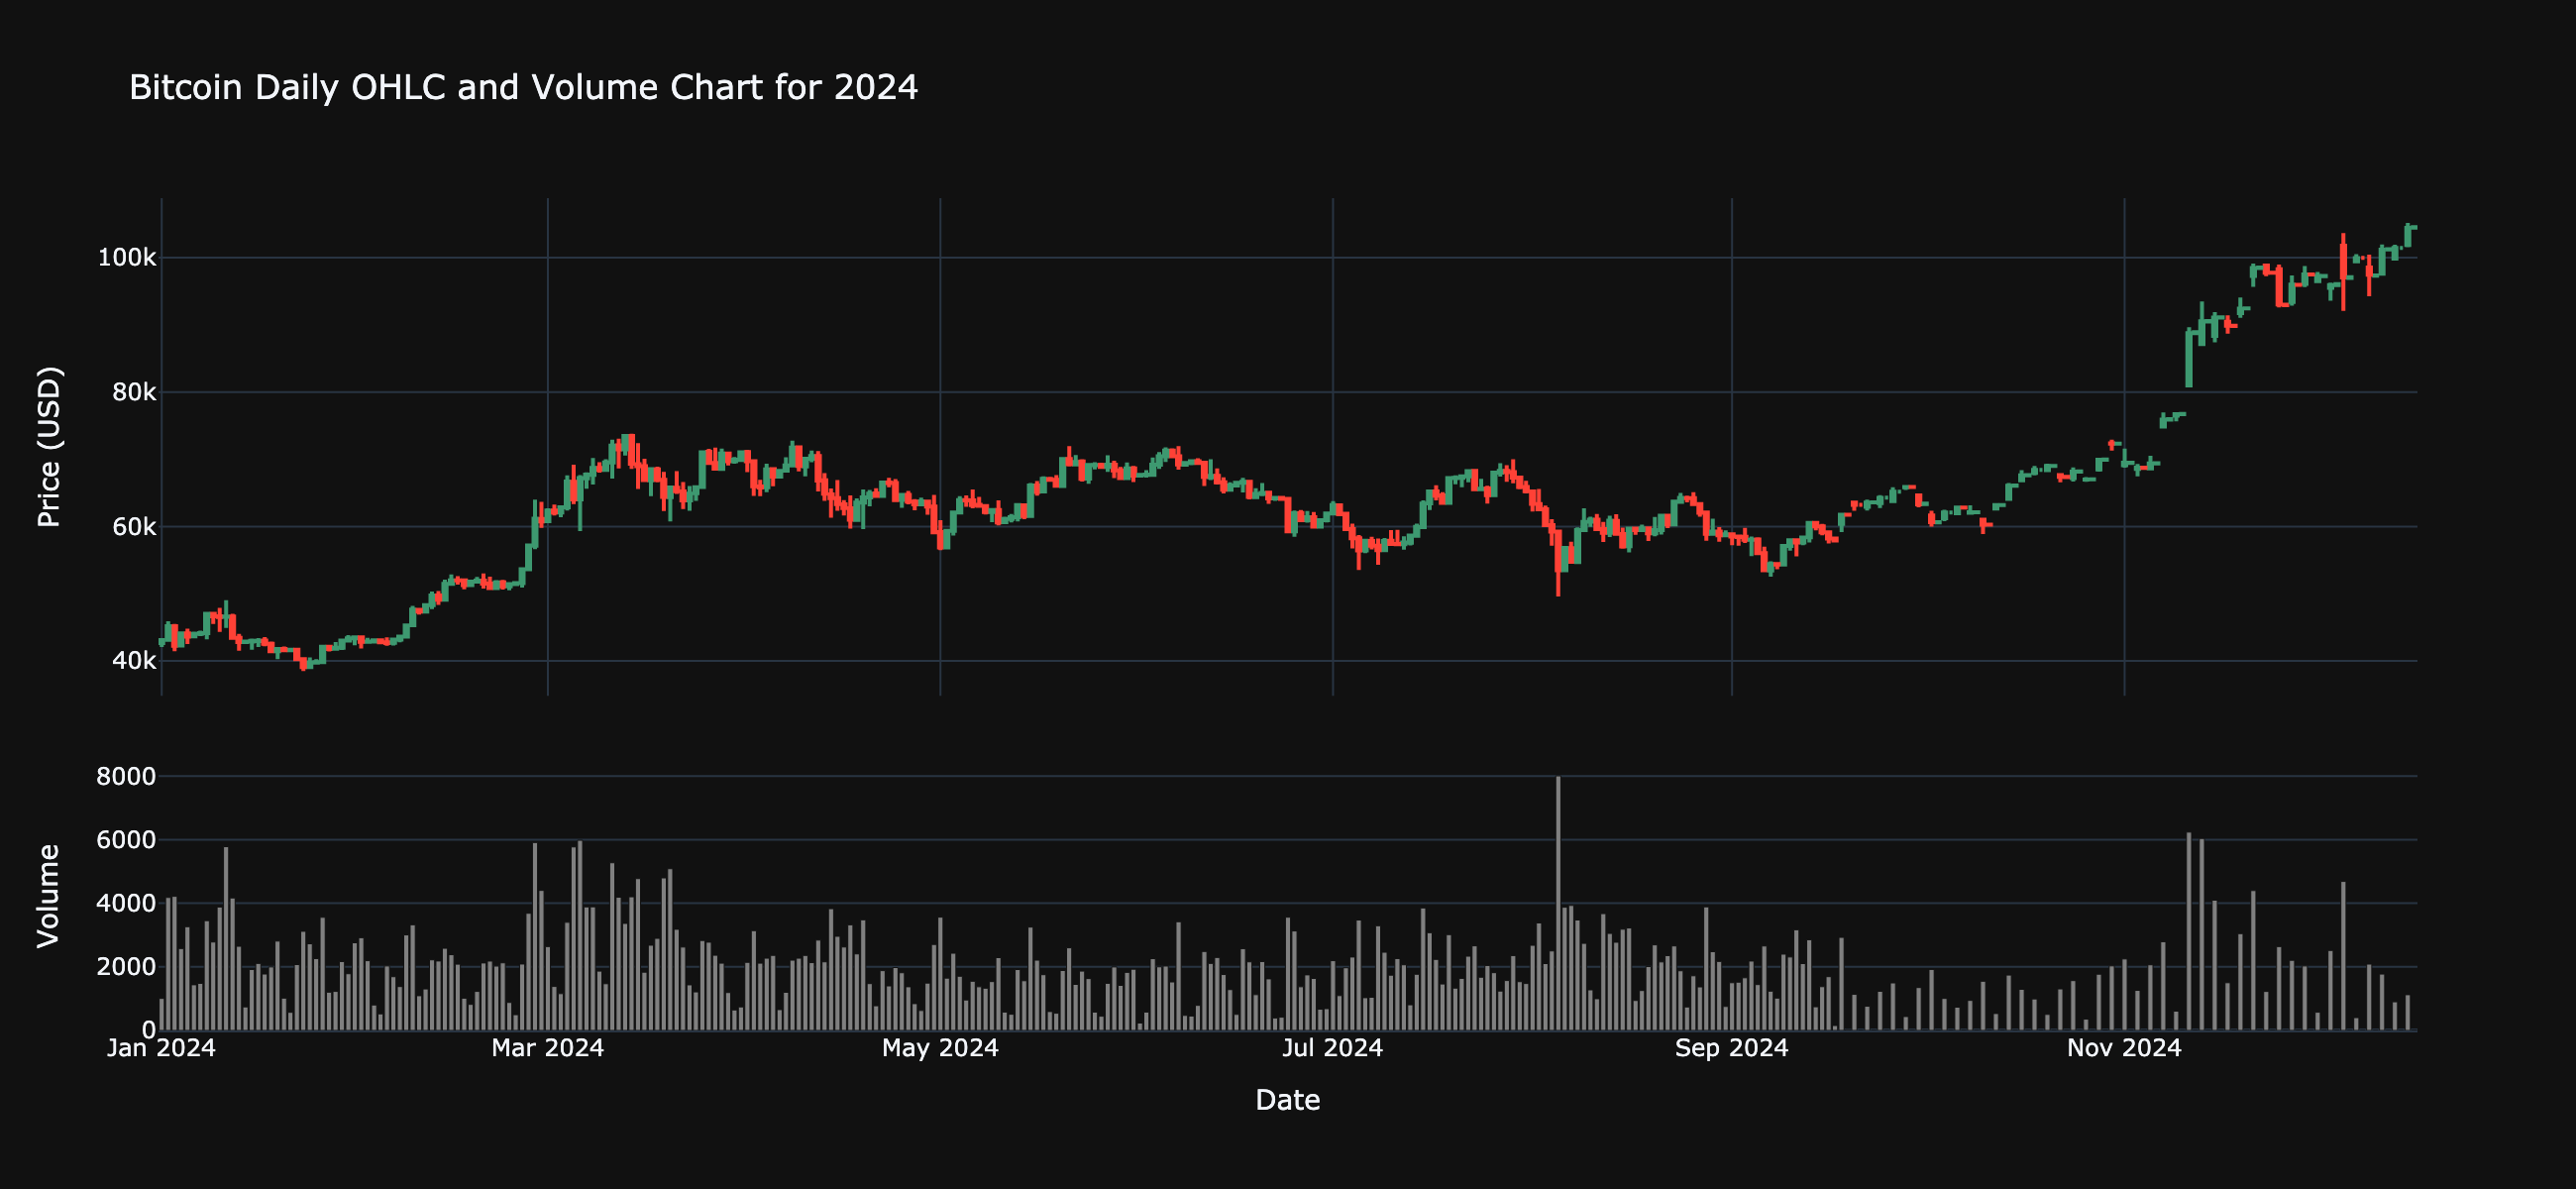 Bitcoin Daily OHLC and Volume Chart for 2024
Price (USD)
100k
80k
60k
40k
Volume
8000
6000
4000
2000
0
Jan 2024
Mar 2024
May 2024
Jul 2024
Sep 2024
Nov 2024
Date